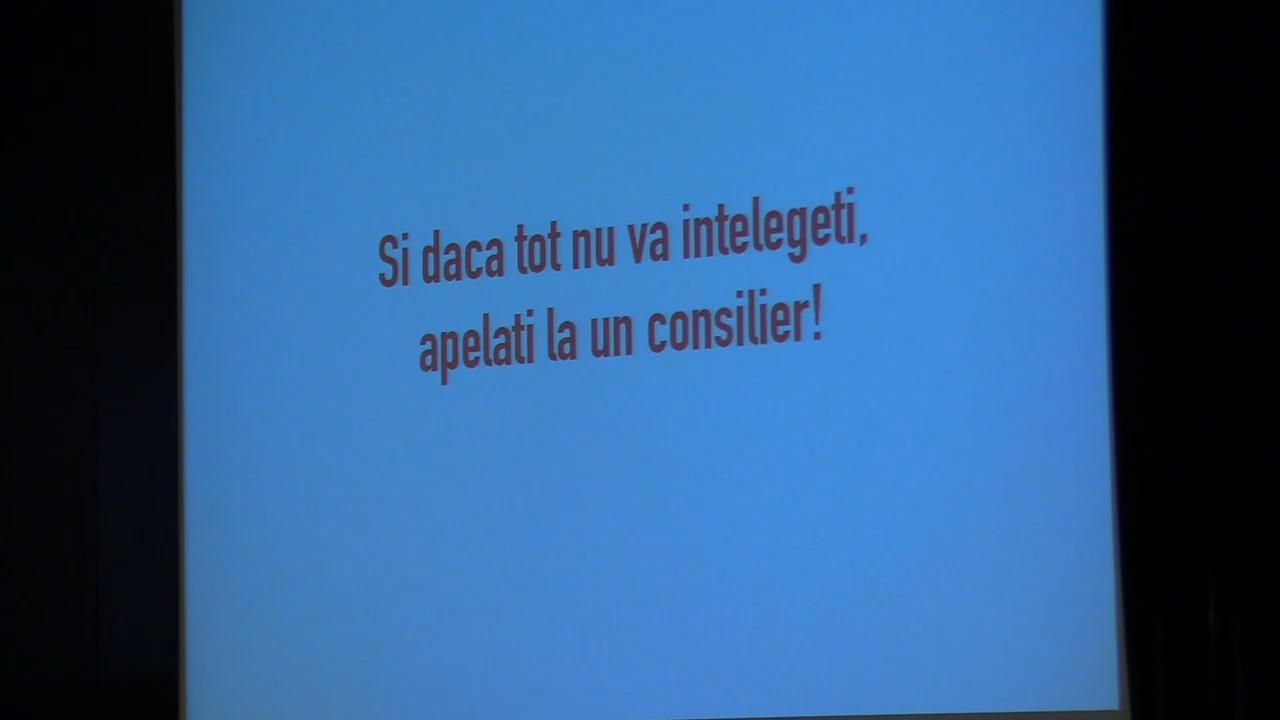 Si daca tot nu va intelegeti,
apelati la un consilier!